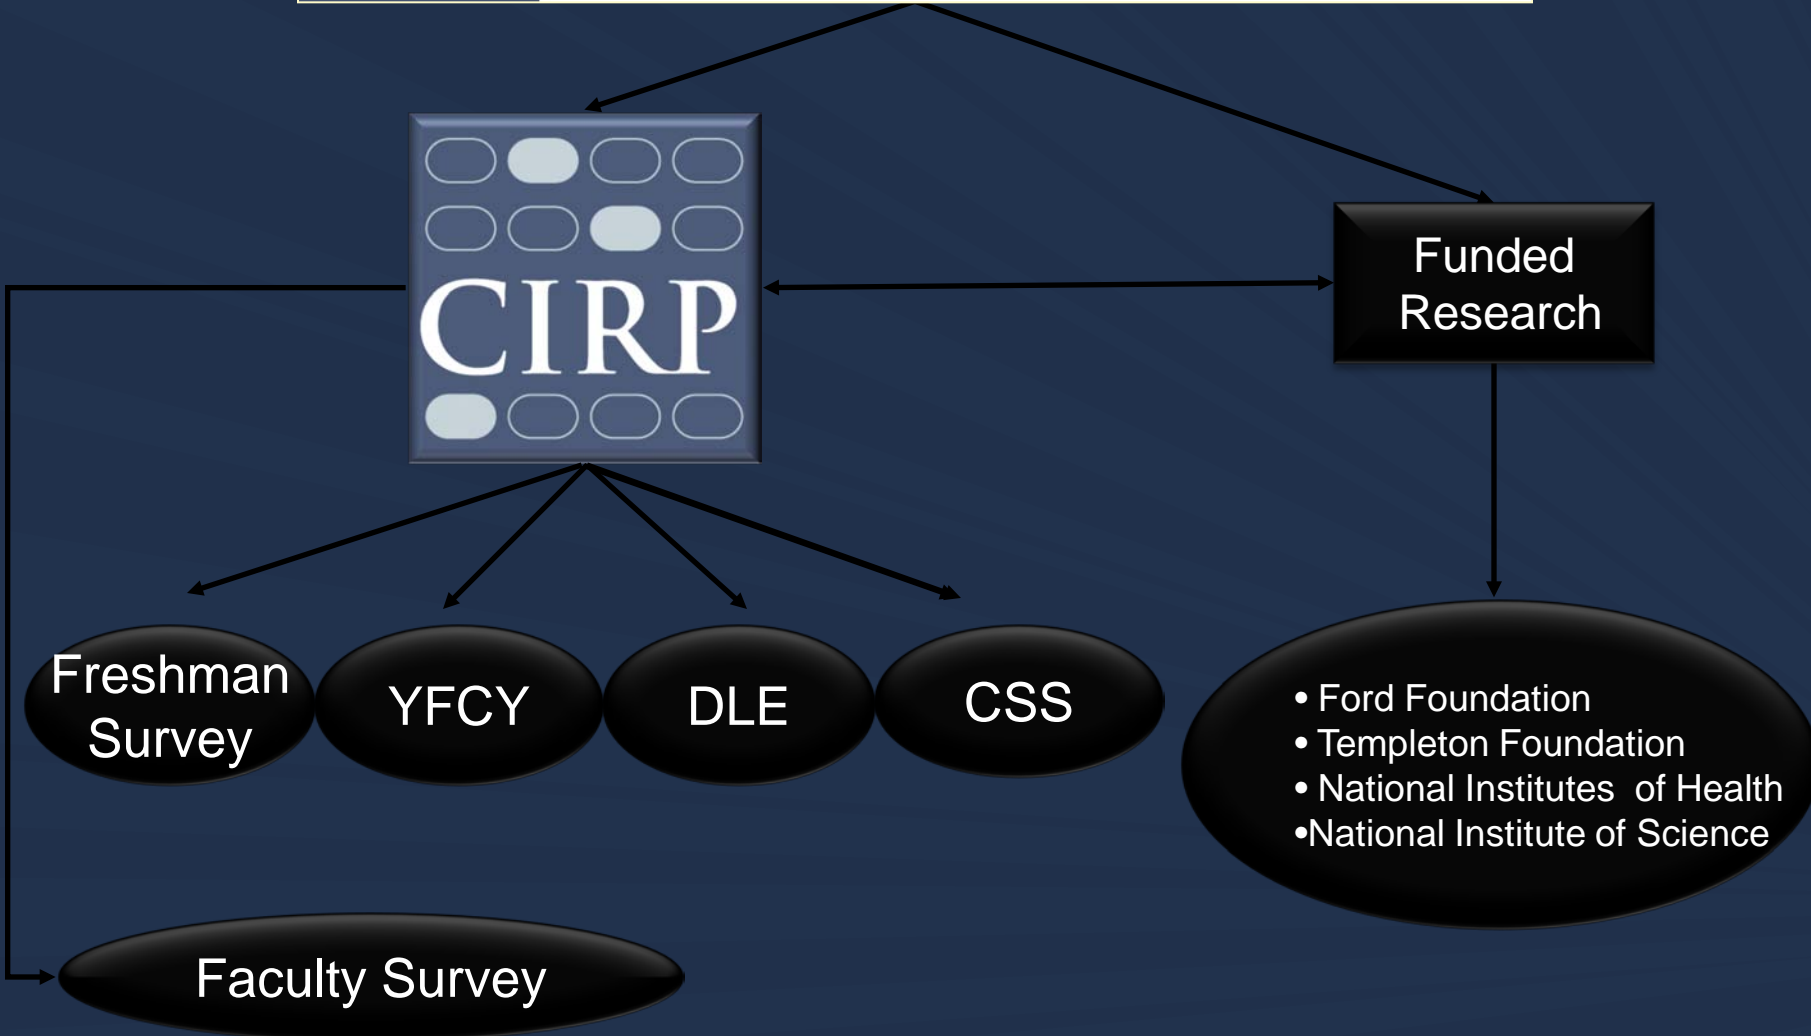 CIRP
Funded
Research
Freshman
Survey
YFCY
DLE
CSS
• Ford Foundation
• Templeton Foundation
• National Institutes  of Health
•National Institute of Science
Faculty Survey